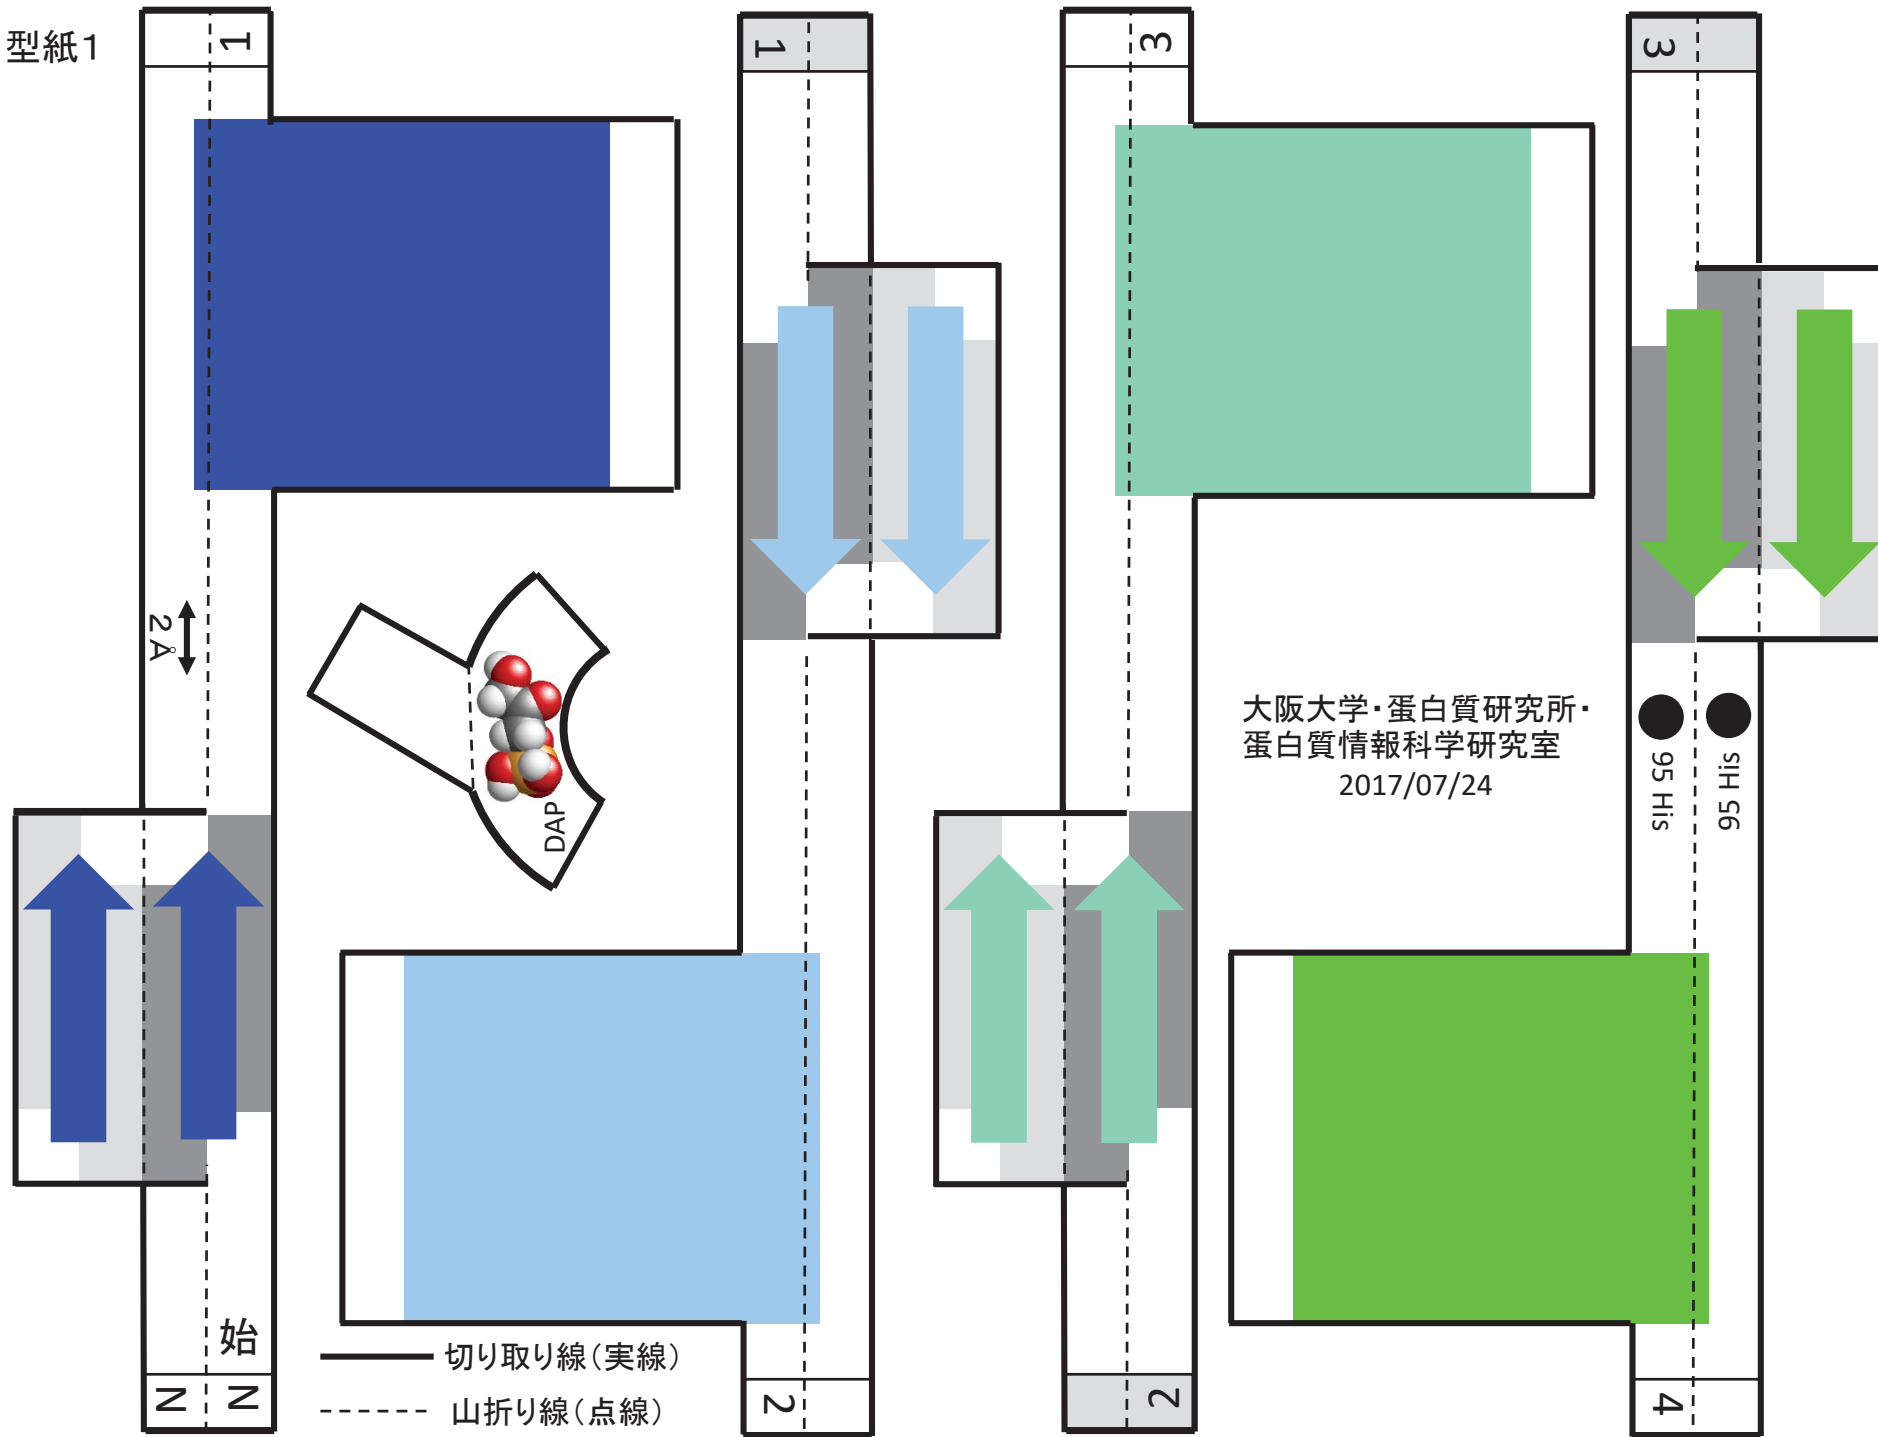 型紙1
1
1
3
3
2Å
DAP
大阪大学・蛋白質研究所・
蛋白質情報科学研究室
2017/07/24
95 His
His 95
始
N
N
切り取り線（実線）
山折り線（点線）
2
2
4